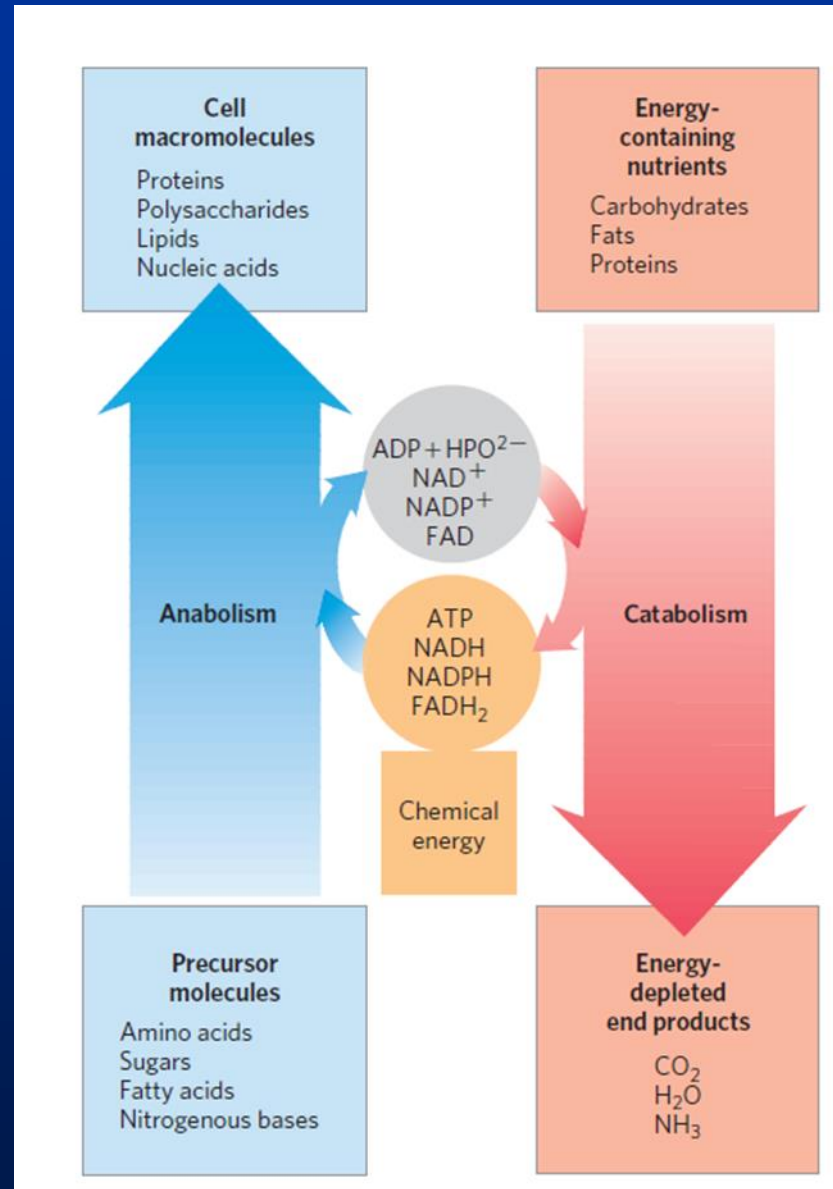 Cell
macromolecules
Proteins
Polysaccharides
Lipids
Nucleic acids
Energy-
containing
nutrients
Carbohydrates
Fats
Proteins
ADP + HPO²⁻
NAD⁺
NADP⁺
FAD
Anabolism
ATP
NADH
NADPH
FADH₂
Catabolism
Chemical
energy
Precursor
molecules
Amino acids
Sugars
Fatty acids
Nitrogenous bases
Energy-
depleted
end products
CO₂
H₂O
NH₃